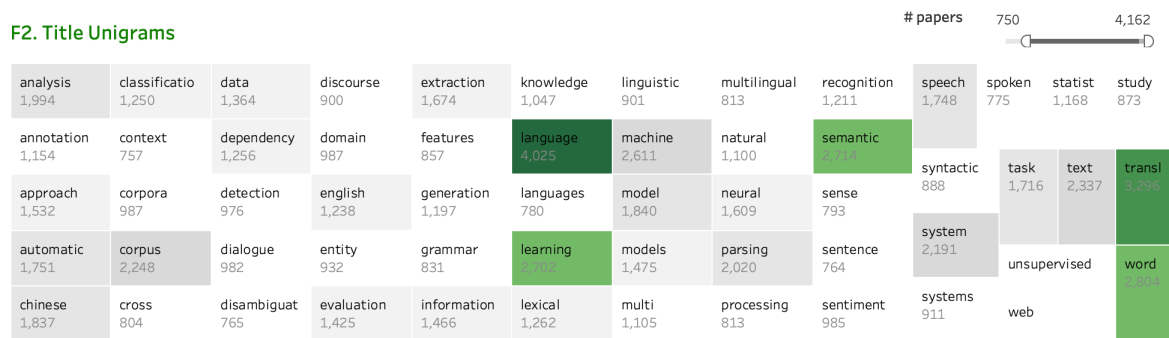 F2. Title Unigrams
# papers
750 4,162
analysis classificatio data discourse extraction knowledge linguistic multilingual recognition speech spoken statist study
1,994 1,250 1,364 900 1,674 1,047 901 813 1,211 1,748 775 1,168 873
annotation context dependency domain features language machine natural semantic
1,154 757 1,256 987 857 4,025 2,611 1,100 2,714
syntactic task text transl
888 1,716 2,337 3,296
approach corpora detection english generation languages model neural sense
1,532 987 976 1,238 1,197 780 1,840 1,609 793
system
2,191
automatic corpus dialogue entity grammar learning models parsing sentence
1,751 2,248 982 932 831 2,702 1,475 2,020 764
unsupervised word
2,804
systems
911
chinese cross disambiguat evaluation information lexical multi processing sentiment web
1,837 804 765 1,425 1,466 1,262 1,105 813 985